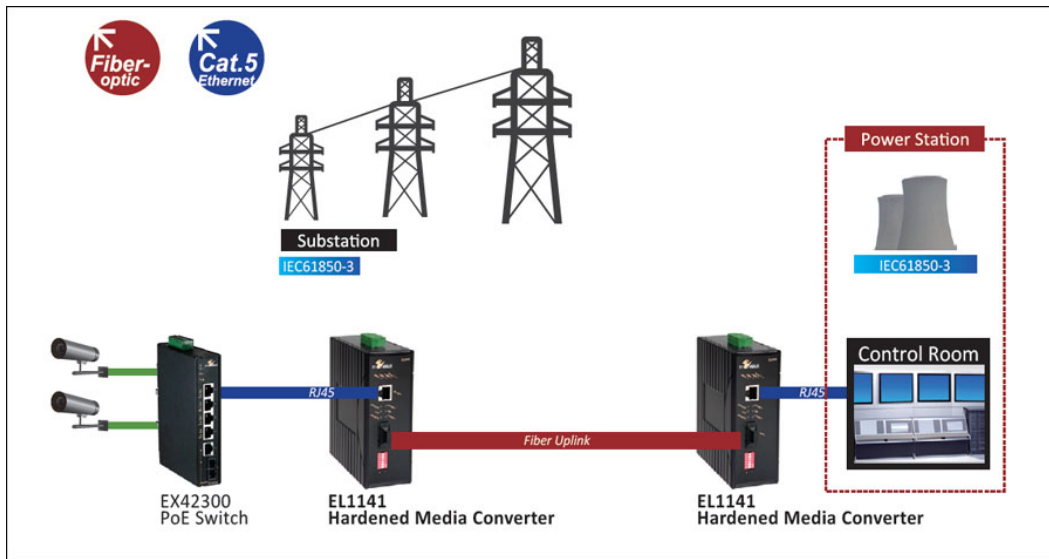 Fiber-
optic
Cat.5
Ethernet
Substation
IEC61850-3
Power Station
IEC61850-3
Control Room
RJ45
RJ45
Fiber Uplink
EX42300
PoE Switch
EL1141
Hardened Media Converter
EL1141
Hardened Media Converter